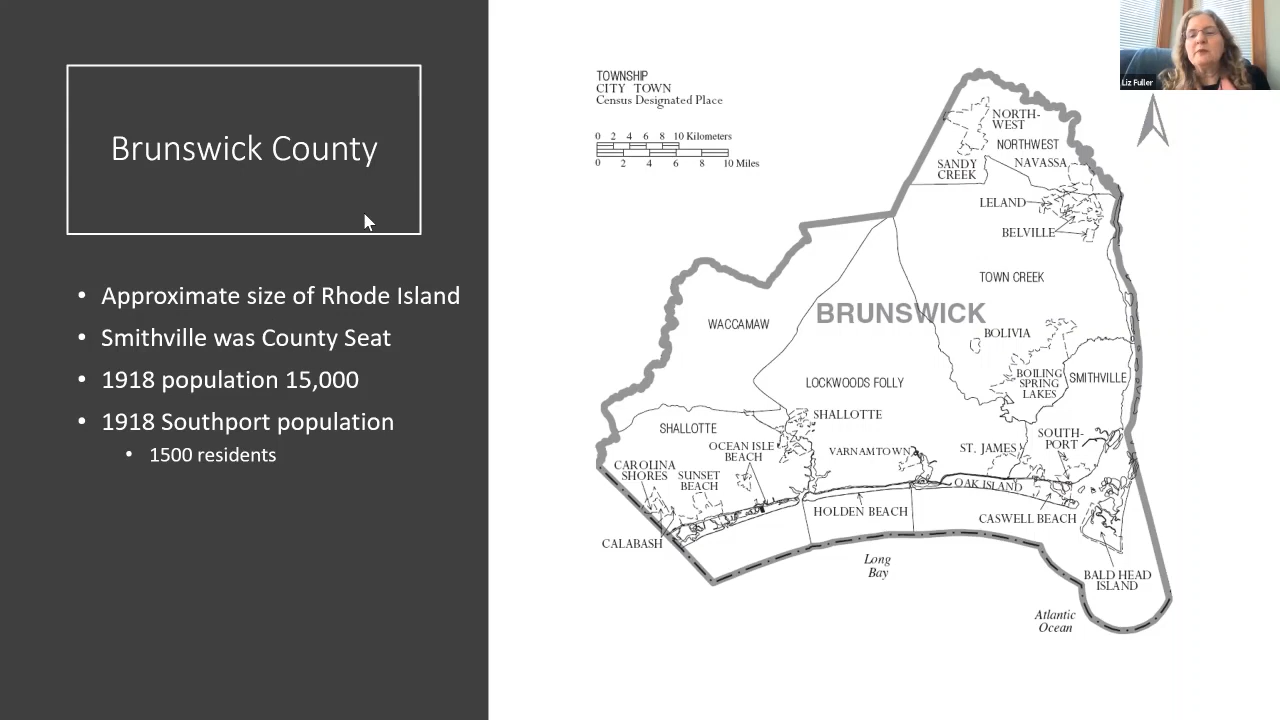 Brunswick County
• Approximate size of Rhode Island
• Smithville was County Seat
• 1918 population 15,000
• 1918 Southport population
• 1500 residents
TOWNSHIP
CITY TOWN
Census Designated Place
0 2 4 6 8 10 Kilometers
0 2 4 6 8 10 Miles
Liz Fuller
NORTH-
WEST
NORTHWEST
NAVASSA
SANDY
CREEK
LELAND
BELVILLE
TOWN CREEK
BRUNSWICK
WACCAMAW
BOLIVIA
BOILING
SPRING
LAKES
SMITHVILLE
LOCKWOODS FOLLY
SHALLOTTE
SHALLOTTE
OCEAN ISLE
BEACH
VARNAMTOWN
ST. JAMES
SOUTH-
PORT
CAROLINA
SHORES
SUNSET
BEACH
OAK ISLAND
HOLDEN BEACH
CASWELL BEACH
CALABASH
Long
Bay
BALD HEAD
ISLAND
Atlantic
Ocean